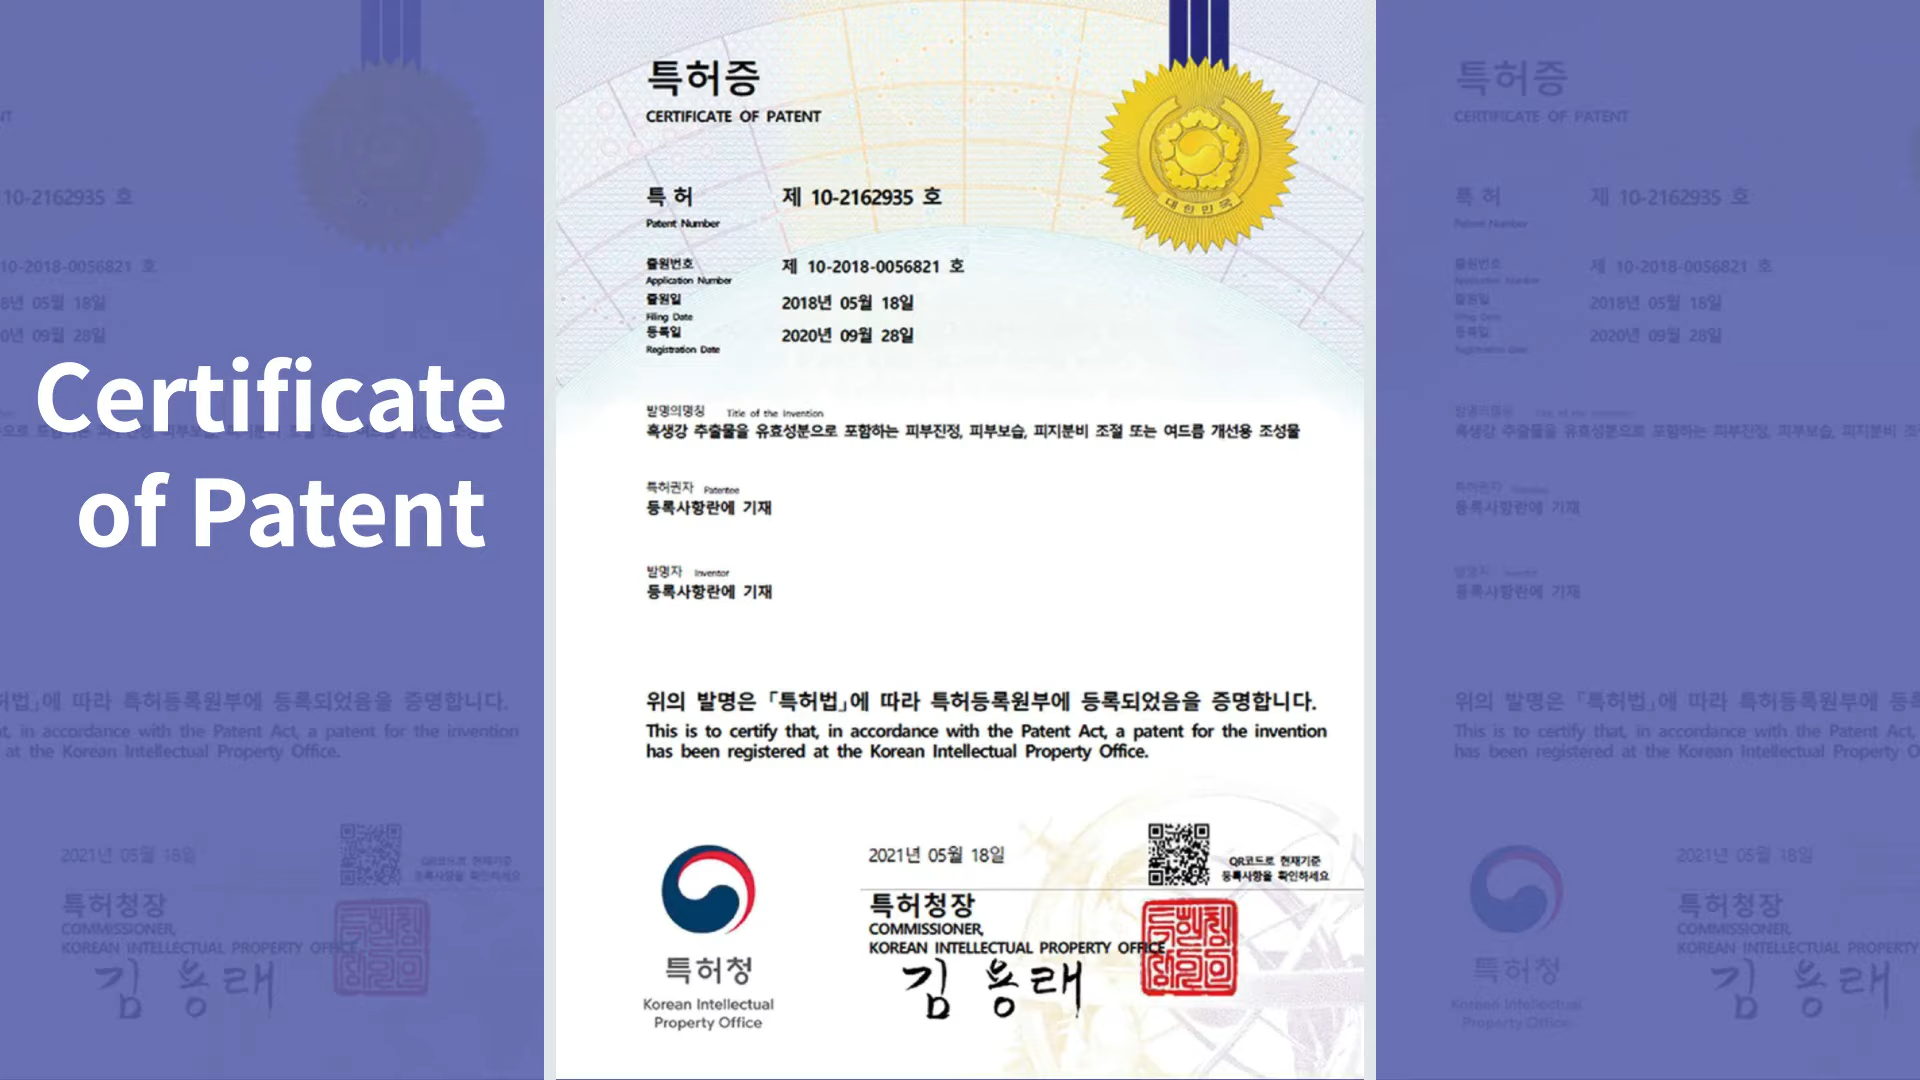 Certificate
of Patent
특허증
CERTIFICATE OF PATENT
대한민국
특 허 제 10-2162935 호
Patent Number
출원번호 제 10-2018-0056821 호
Application Number
출원일 2018년 05월 18일
Filing Date
등록일 2020년 09월 28일
Registration Date
발명의명칭 Title of the Invention
흑생강 추출물을 유효성분으로 포함하는 피부진정, 피부보습, 피지분비 조절 또는 여드름 개선용 조성물
특허권자 Patentee
등록사항란에 기재
발명자 Inventor
등록사항란에 기재
위의 발명은 「특허법」에 따라 특허등록원부에 등록되었음을 증명합니다.
This is to certify that, in accordance with the Patent Act, a patent for the invention
has been registered at the Korean Intellectual Property Office.
2021년 05월 18일
QR코드로 현재기준
등록사항을 확인하세요
특허청장
COMMISSIONER,
KOREAN INTELLECTUAL PROPERTY OFFICE
김용래
특허청
Korean Intellectual
Property Office